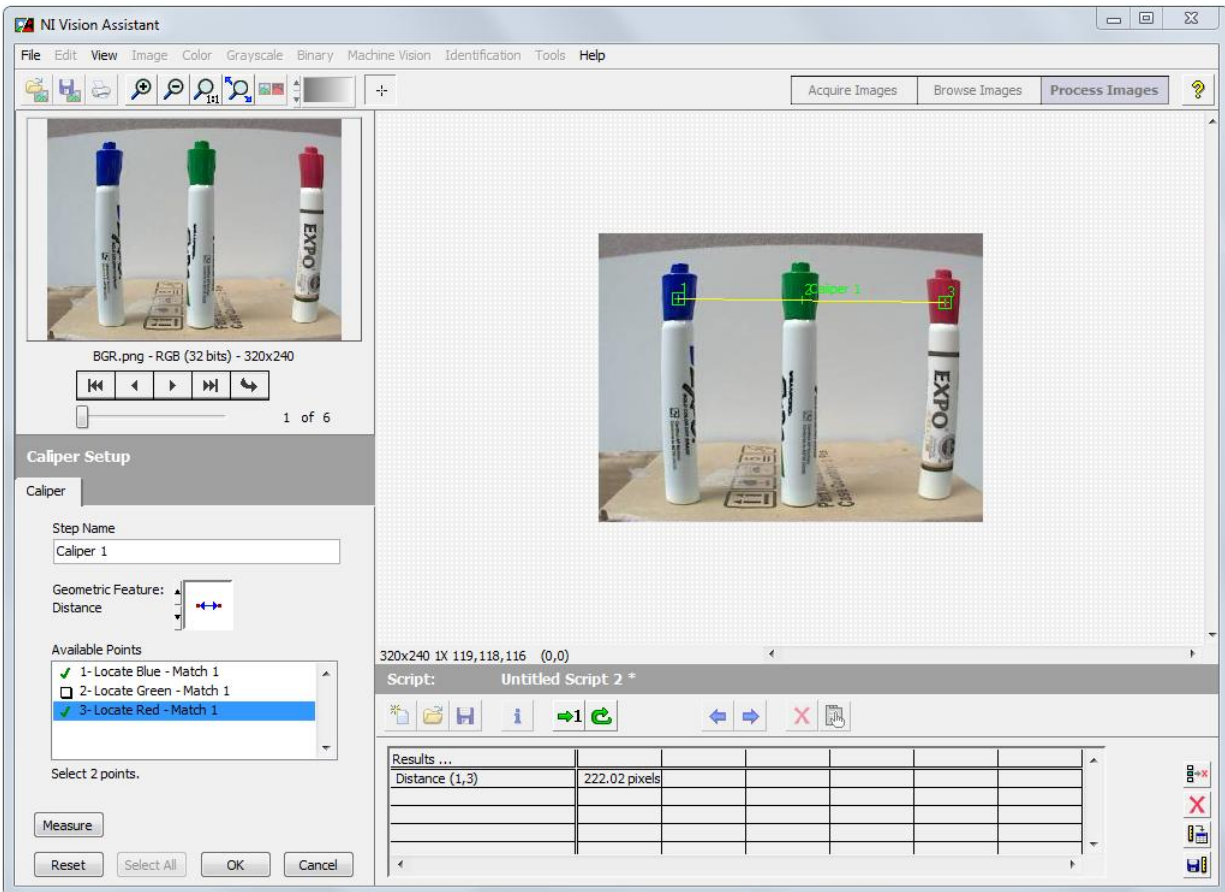 NI Vision Assistant
File Edit View Image Color Grayscale Binary Machine Vision Identification Tools Help
1:1
Acquire Images Browse Images Process Images ?
EXPO
BGR.png - RGB (32 bits) - 320x240
1 of 6
Caliper Setup
Caliper
Step Name
Caliper 1
Geometric Feature:
Distance
Available Points
1- Locate Blue - Match 1
2- Locate Green - Match 1
3- Locate Red - Match 1
Select 2 points.
Measure
Reset Select All OK Cancel
1 2 Caliper 1 3
EXPO
320x240 1X 119,118,116 (0,0)
Script: Untitled Script 2 *
i 1
Results ...
Distance (1,3) 222.02 pixels